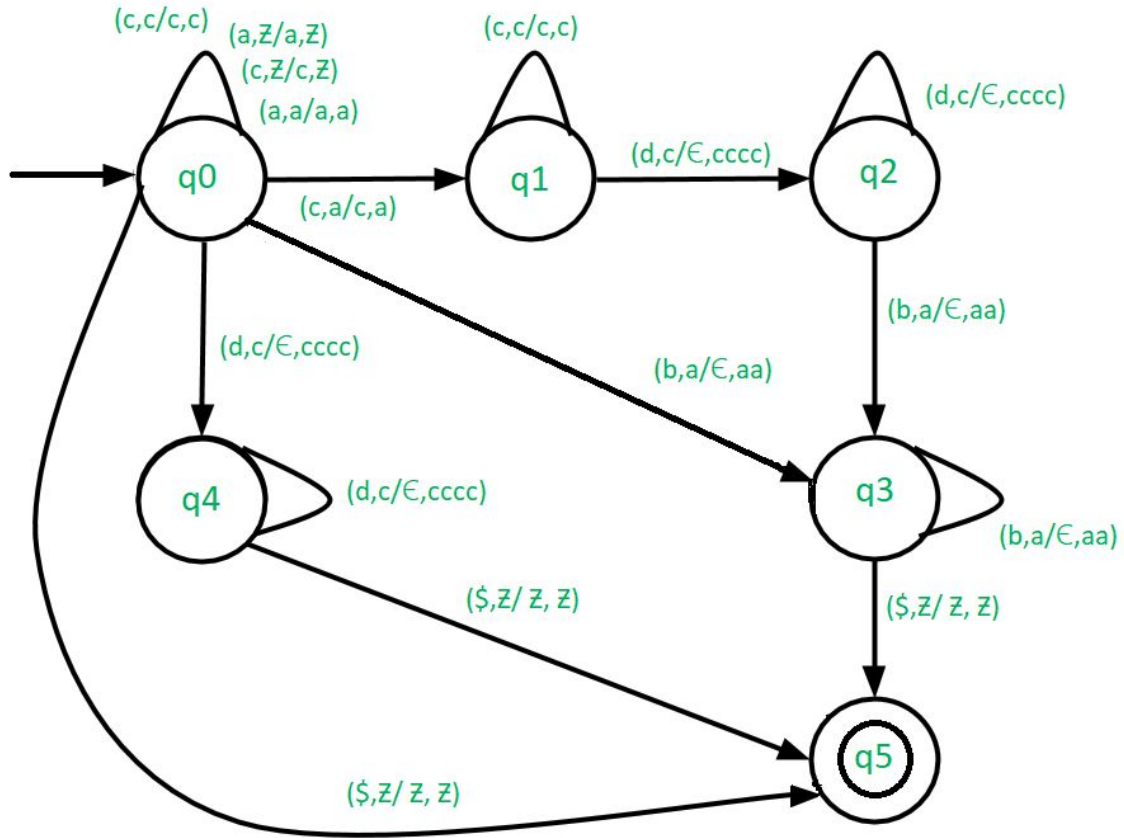 (c,c/c,c)
(a,Ƶ/a,Ƶ)
(c,Ƶ/c,Ƶ)
(a,a/a,a)
(c,c/c,c)
(d,c/Є,cccc)
q0
q1
q2
(d,c/Є,cccc)
(c,a/c,a)
(b,a/Є,aa)
(d,c/Є,cccc)
(b,a/Є,aa)
q4
(d,c/Є,cccc)
q3
(b,a/Є,aa)
($,Ƶ/ Ƶ, Ƶ)
($,Ƶ/ Ƶ, Ƶ)
q5
($,Ƶ/ Ƶ, Ƶ)